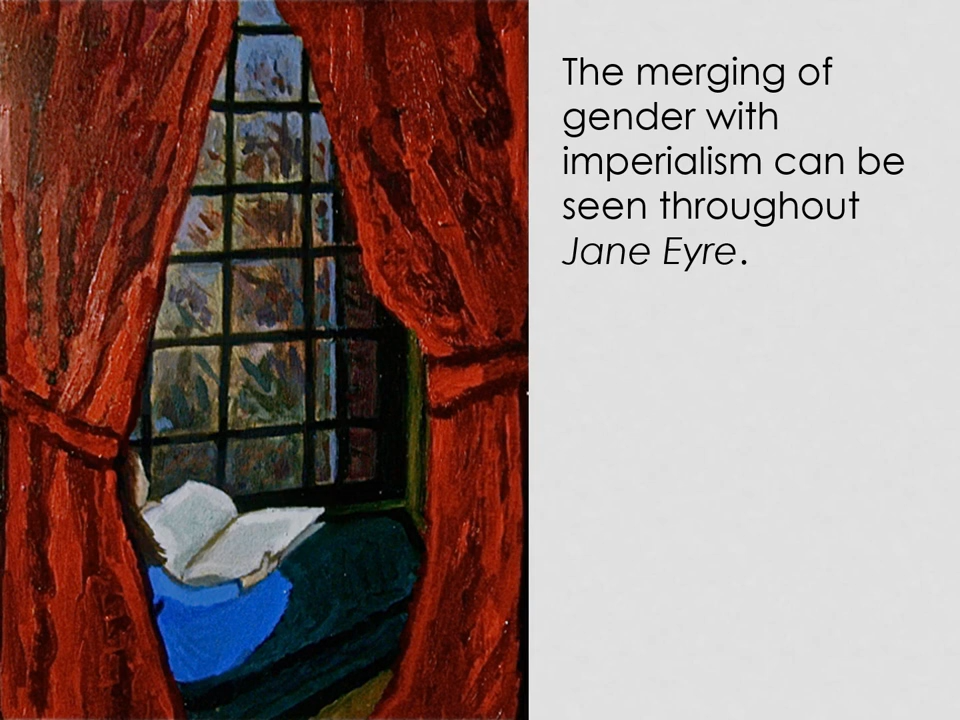 The merging of
gender with
imperialism can be
seen throughout
Jane Eyre.